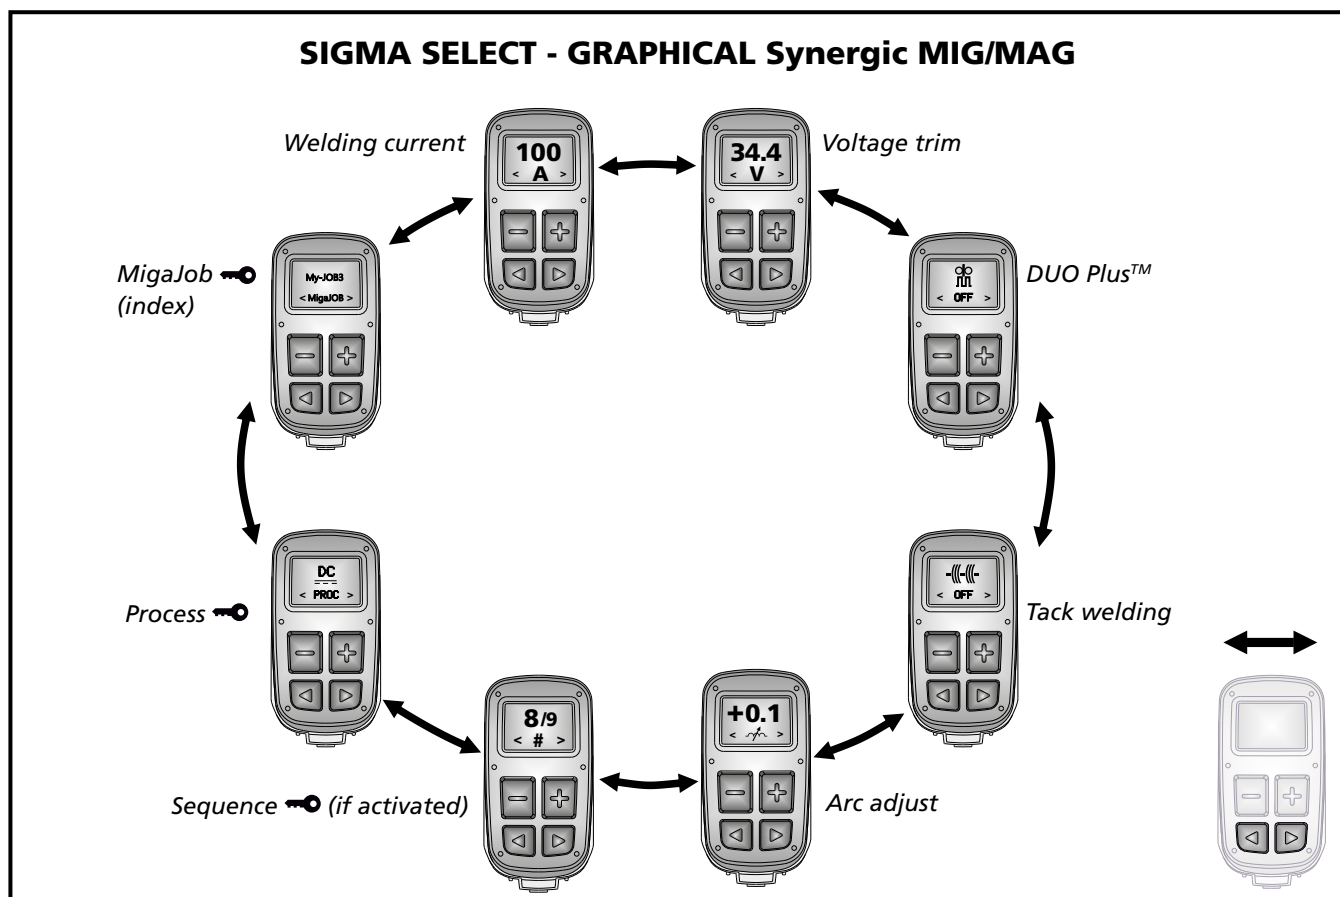 SIGMA SELECT - GRAPHICAL Synergic MIG/MAG
Welding current
100
< A >
34.4
< V >
Voltage trim
MigaJob
(index)
My-JOB3
< MigaJOB >
< OFF >
DUO Plus™
Process
DC
< PROC >
< OFF >
Tack welding
Sequence (if activated)
8/9
< # >
+0.1
< >
Arc adjust